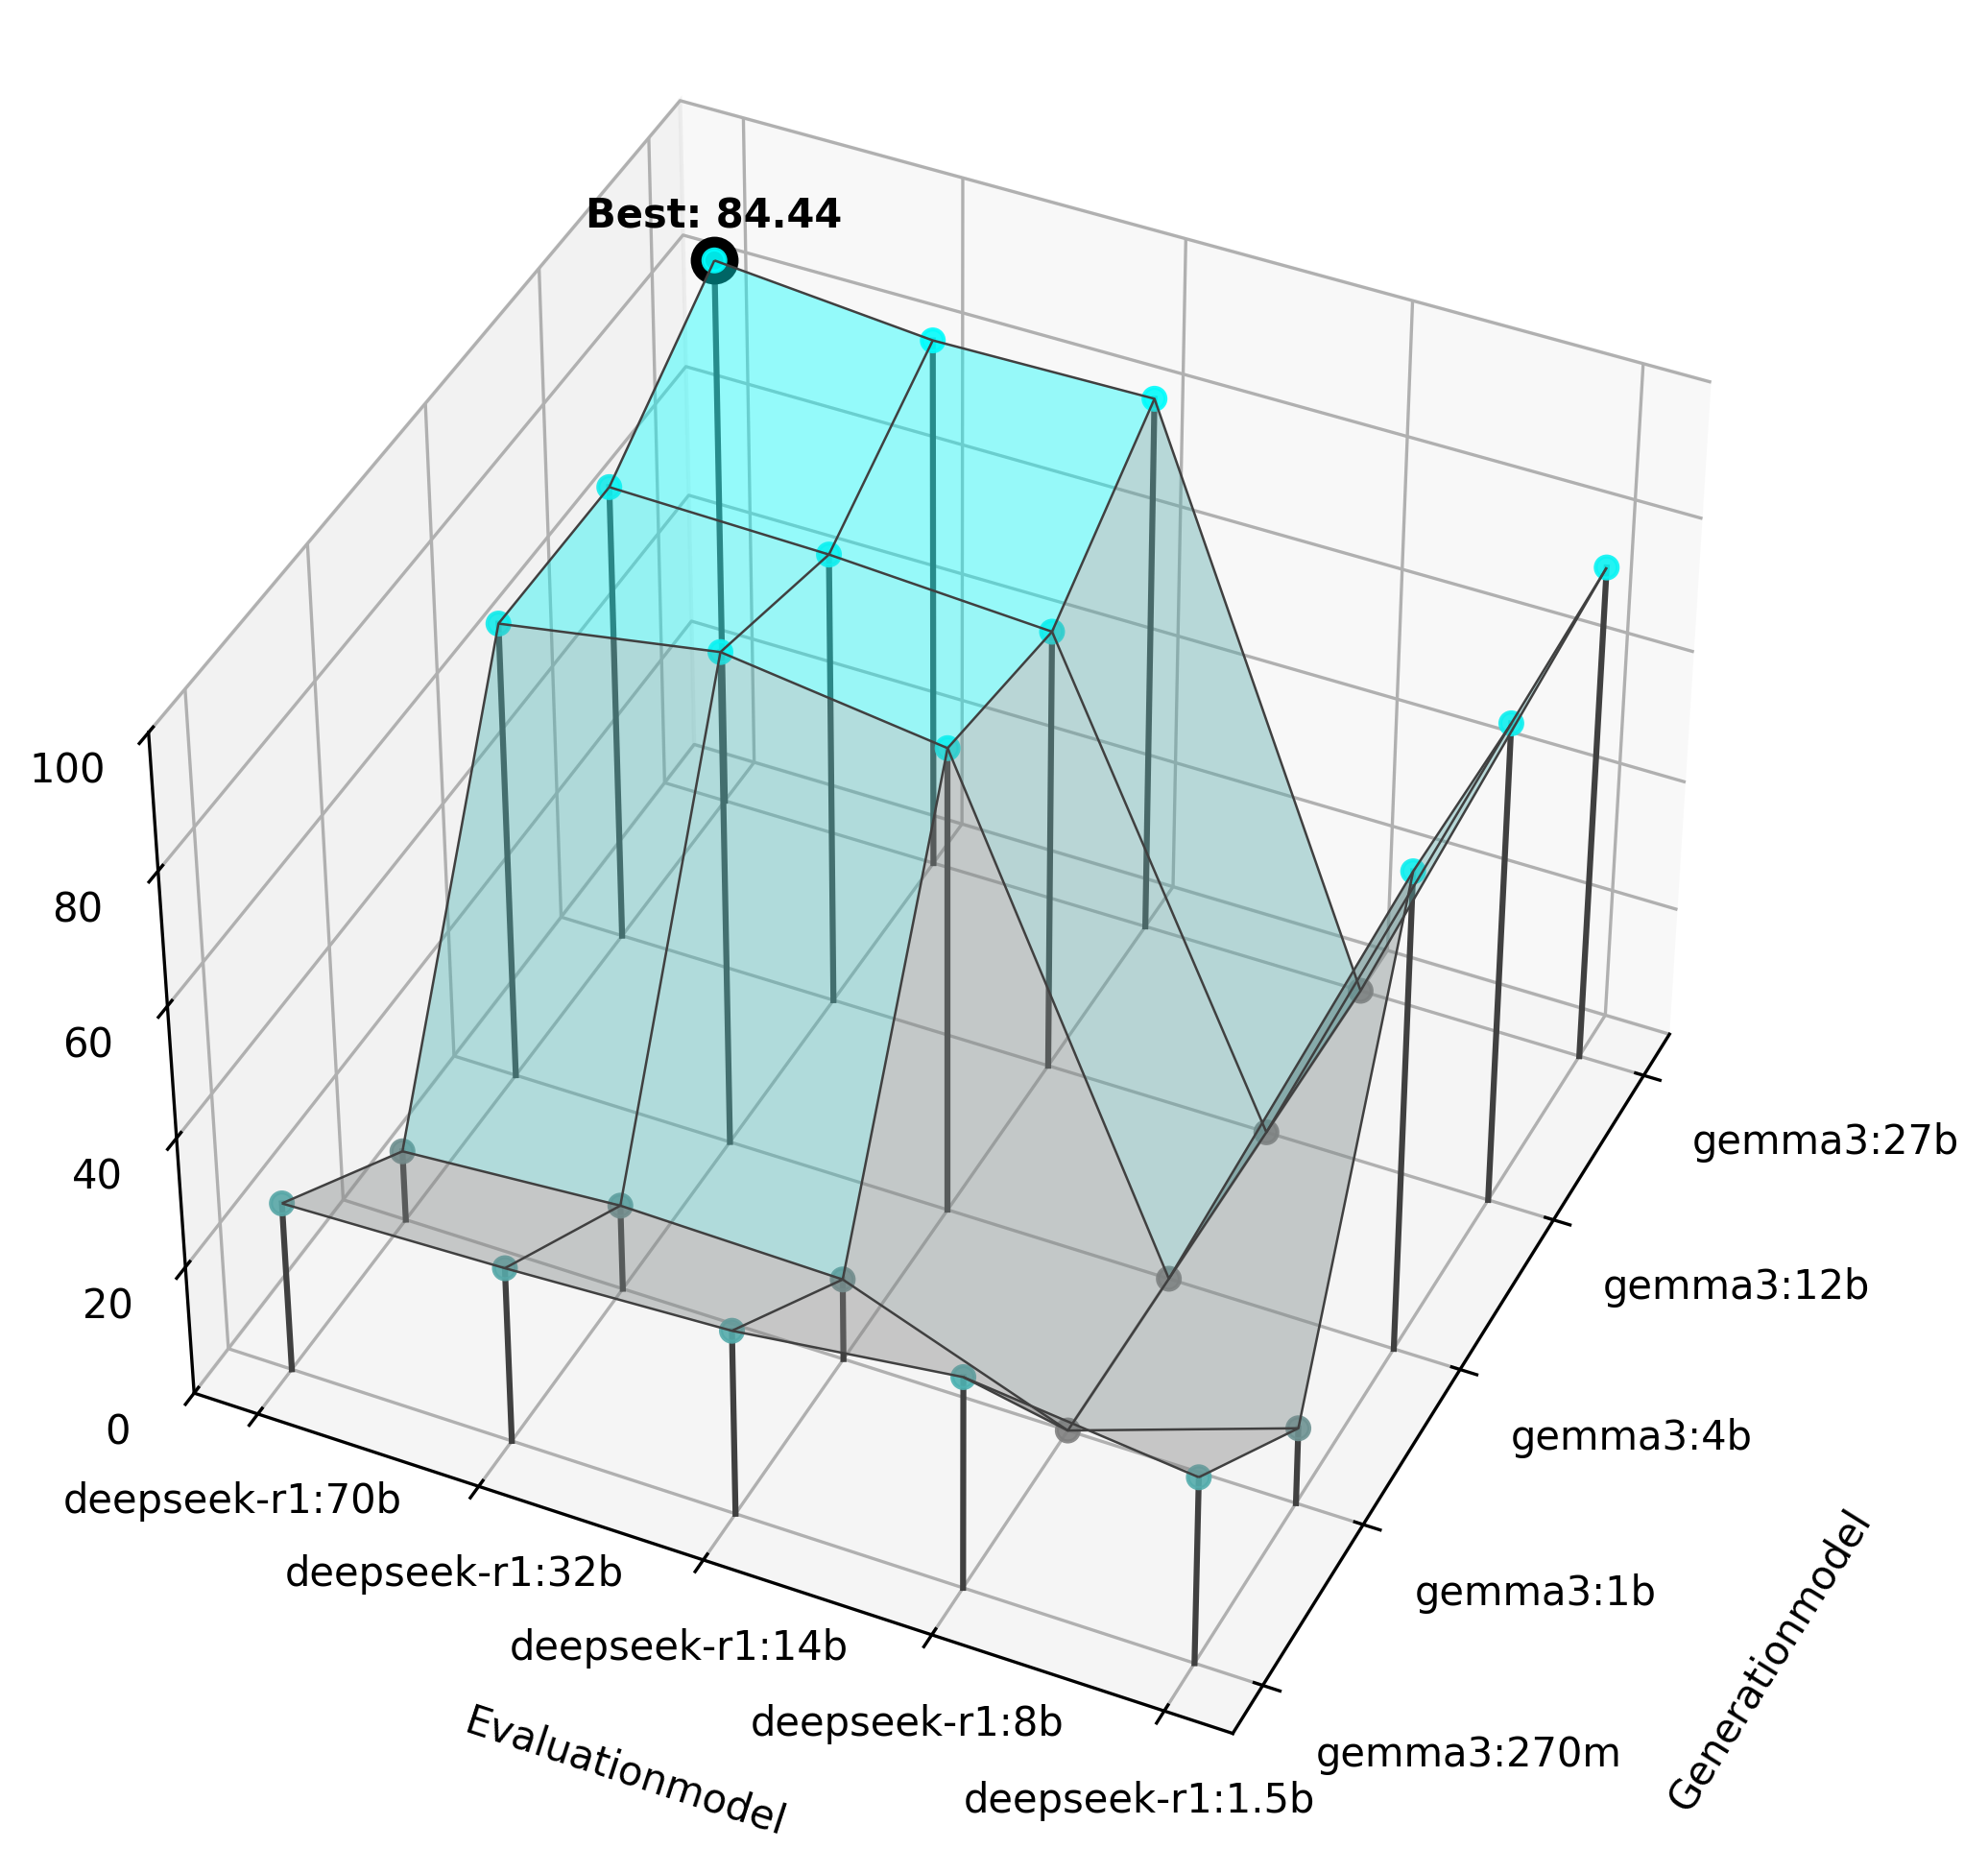 Best: 84.44
100
80
60
40
20
0
deepseek-r1:70b
deepseek-r1:32b
deepseek-r1:14b
deepseek-r1:8b
deepseek-r1:1.5b
Evaluationmodel
gemma3:27b
gemma3:12b
gemma3:4b
gemma3:1b
gemma3:270m
Generationmodel